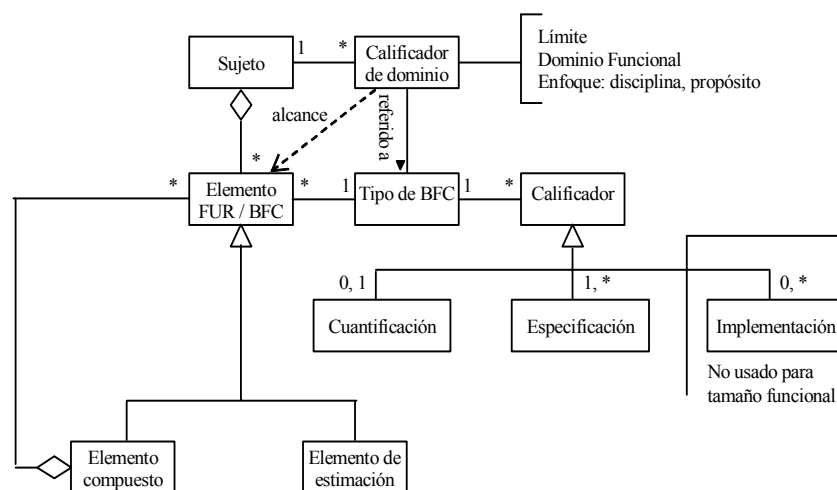 Sujeto
1
*
Calificador
de dominio
Límite
Dominio Funcional
Enfoque: disciplina, propósito
alcance
referido a
*
*
Elemento
FUR / BFC
*
1
Tipo de BFC
1
*
Calificador
0, 1
1, *
0, *
Cuantificación
Especificación
Implementación
No usado para
tamaño funcional
Elemento
compuesto
Elemento de
estimación